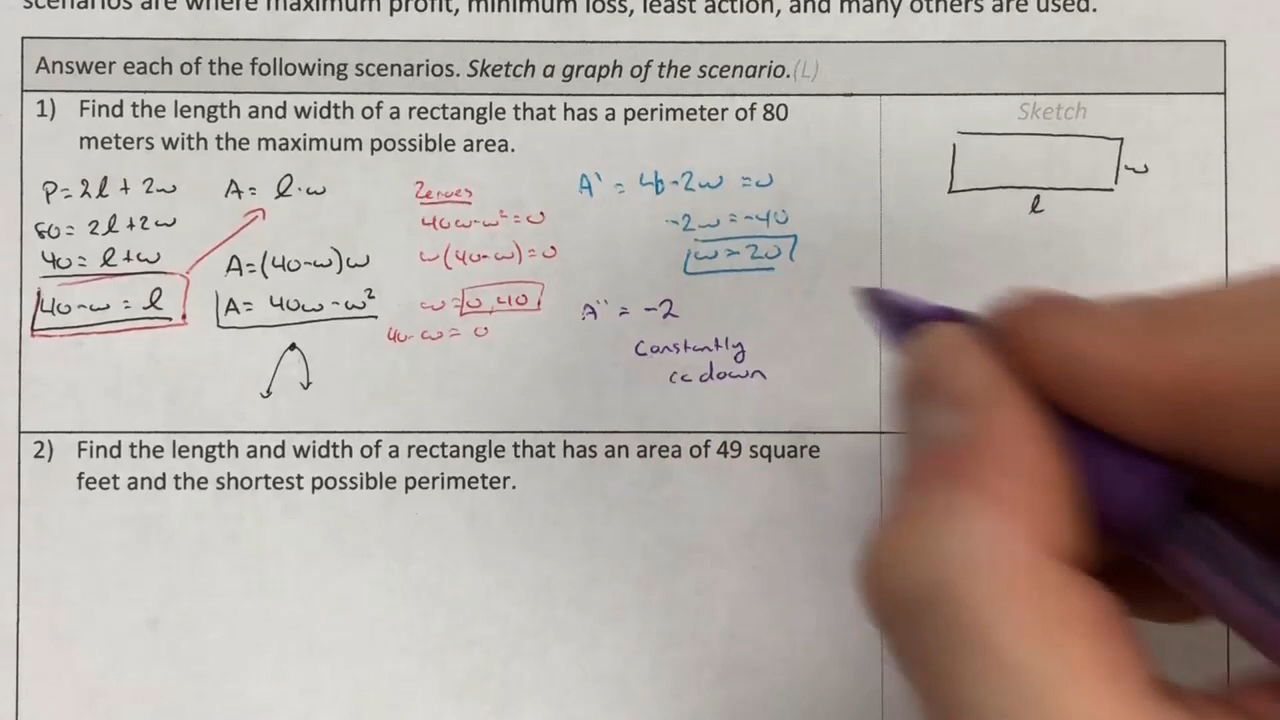 scenarios are where maximum profit, minimum loss, least action, and many others are used.
Answer each of the following scenarios. Sketch a graph of the scenario.(L)
1) Find the length and width of a rectangle that has a perimeter of 80
meters with the maximum possible area.
P=2l+2w
80=2l+2w
40=l+w
40-w=l
A=l·w
A=(40-w)w
A=40w-w²
Zeroes
40w-w²=0
w(40-w)=0
w=0,40
40-w=0
A'=40-2w=0
-2w=-40
w=20
A''=-2
Constantly
cc down
Sketch
w
l
2) Find the length and width of a rectangle that has an area of 49 square
feet and the shortest possible perimeter.